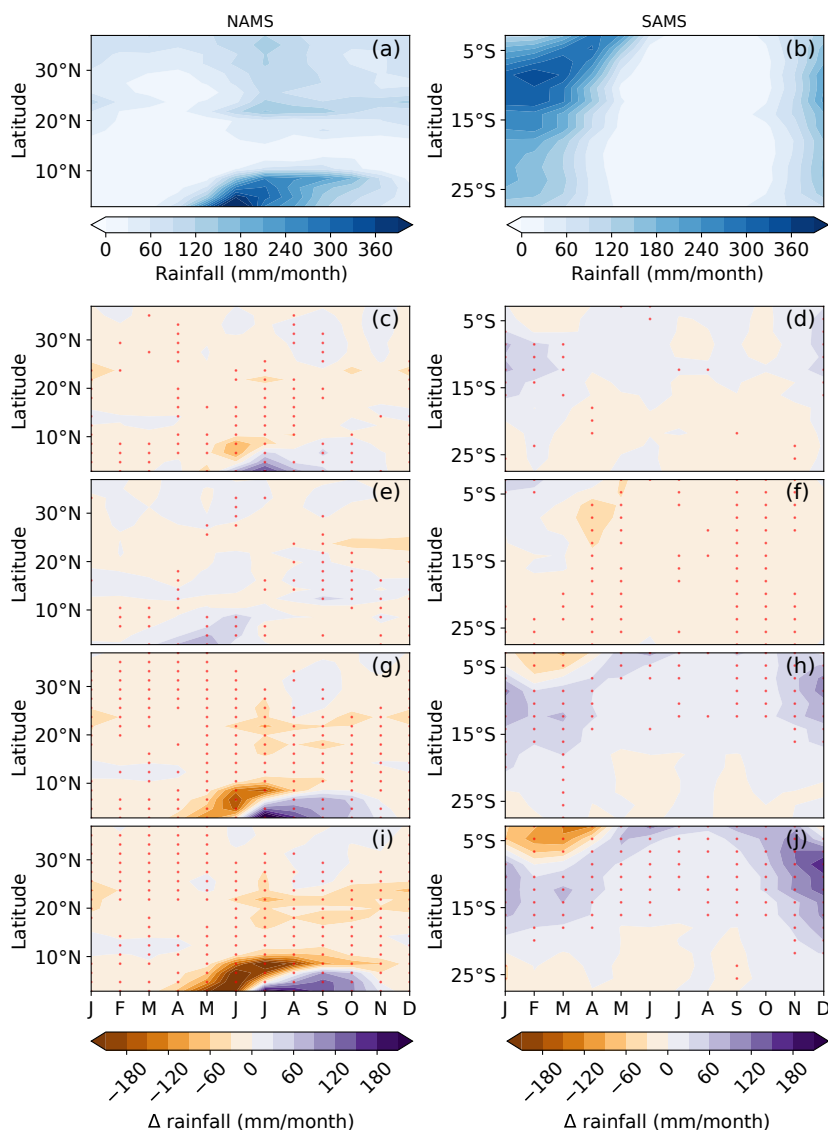 NAMS SAMS
(a) (b)
Latitude Latitude
30°N 5°S
20°N 15°S
10°N 25°S
0 60 120 180 240 300 360 0 60 120 180 240 300 360
Rainfall (mm/month) Rainfall (mm/month)
(c) (d)
Latitude Latitude
30°N 5°S
20°N 15°S
10°N 25°S
(e) (f)
Latitude Latitude
30°N 5°S
20°N 15°S
10°N 25°S
(g) (h)
Latitude Latitude
30°N 5°S
20°N 15°S
10°N 25°S
(i) (j)
Latitude Latitude
30°N 5°S
20°N 15°S
10°N 25°S
J F M A M J J A S O N D J F M A M J J A S O N D
−180 −120 −60 0 60 120 180 −180 −120 −60 0 60 120 180
Δ rainfall (mm/month) Δ rainfall (mm/month)